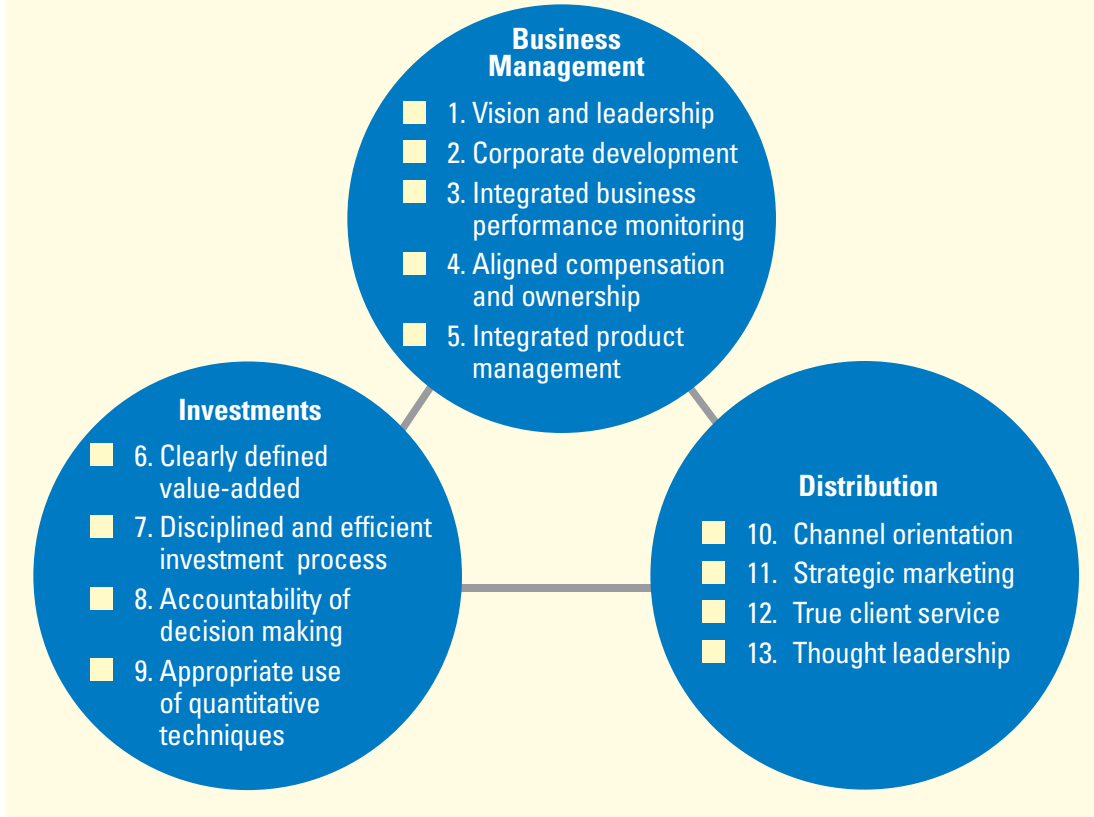 Business
Management
1. Vision and leadership
2. Corporate development
3. Integrated business
performance monitoring
4. Aligned compensation
and ownership
5. Integrated product
management
Investments
6. Clearly defined
value-added
7. Disciplined and efficient
investment process
8. Accountability of
decision making
9. Appropriate use
of quantitative
techniques
Distribution
10. Channel orientation
11. Strategic marketing
12. True client service
13. Thought leadership